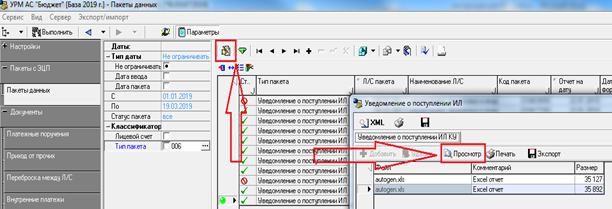 УРМ АС "Бюджет" [База 2019 г.] - Пакеты данных
Сервис Вид Сервер Экспорт/импорт
Выполнить Параметры
Настройки
Пакеты с ЭЦП
Пакеты данных
Документы
Платежные поручения
Приход от прочих
Переброска между Л/С
Внутренние платежи
Даты:
Тип даты Не ограничивать
Не ограничивать
Дата ввода
Дата пакета
С 01.01.2019
По 19.03.2019
Статус пакета все
Классификатор
Лицевой счет
Тип пакета 006
Ст... Тип пакета Л/С пакета Наименование Л/С Код пакета Отчет на дату
Уведомление о поступлении ИЛ
Уведомление о поступлении ИЛ
Уведомление о поступлении ИЛ
Уведомление о поступлении ИЛ
Уведомление о поступлении ИЛ
Уведомление о поступлении ИЛ
Уведомление о поступлении ИЛ
Уведомление о поступлении ИЛ
Уведомление о поступлении ИЛ
Уведомление о поступлении ИЛ
Уведомление о поступлении ИЛ
XML
Уведомление о поступлении ИЛ КУ
Добавить Просмотр Печать Экспорт
Файл Комментарий Размер
autogen.xls Excel отчет 35 127
autogen.xls Excel отчет 35 892